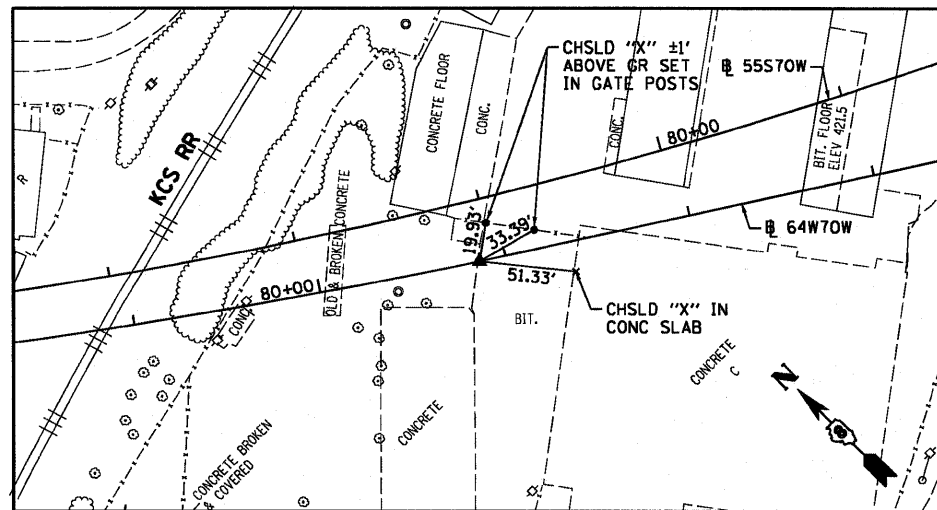 CHSLD "X" ±1'
ABOVE GR SET
IN GATE POSTS
℄ 55S70W
CONCRETE FLOOR
CONC.
CONC.
BIT. FLOOR
ELEV 421.5
80+00
KCS RR
R
OLD & BROKEN CONCRETE
19.93'
33.39'
℄ 64W70W
80+00
51.33'
CONC.
BIT.
CHSLD "X" IN
CONC SLAB
CONCRETE
C
CONCRETE
CONCRETE BROKEN
& COVERED
N